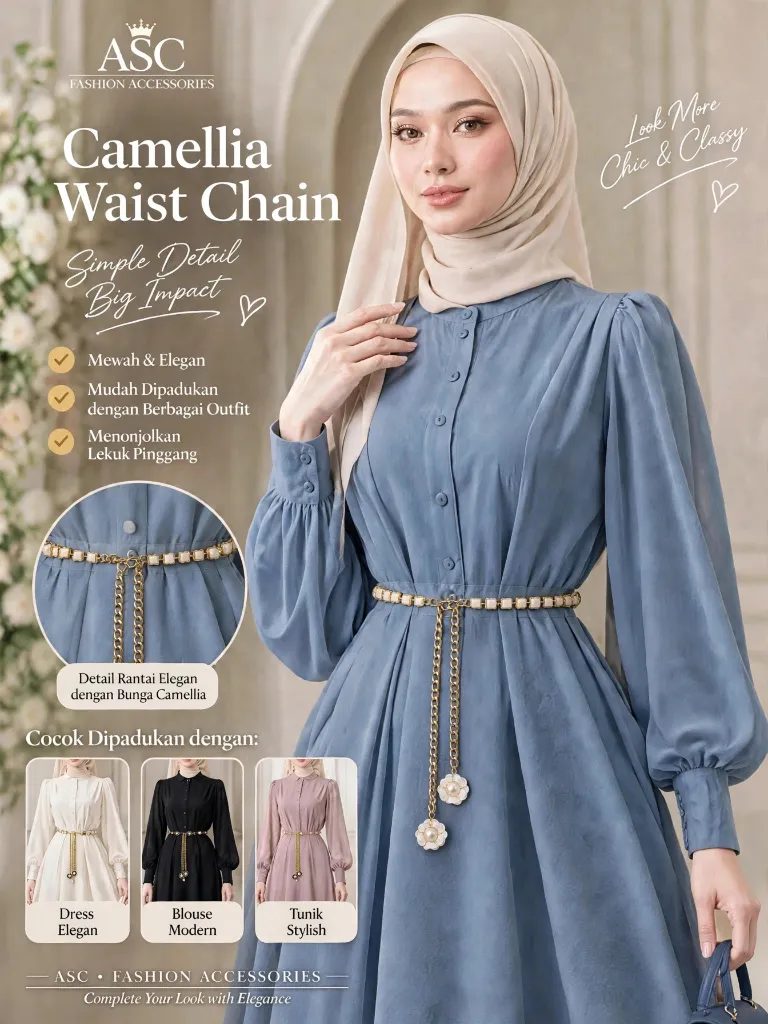 ASC
FASHION ACCESSORIES
Camellia
Waist Chain
Simple Detail
Big Impact
Look More
Chic & Classy
Mewah & Elegan
Mudah Dipadukan
dengan Berbagai Outfit
Menonjolkan
Lekuk Pinggang
Detail Rantai Elegan
dengan Bunga Camellia
Cocok Dipadukan dengan:
Dress
Elegan
Blouse
Modern
Tunik
Stylish
ASC • FASHION ACCESSORIES
Complete Your Look with Elegance